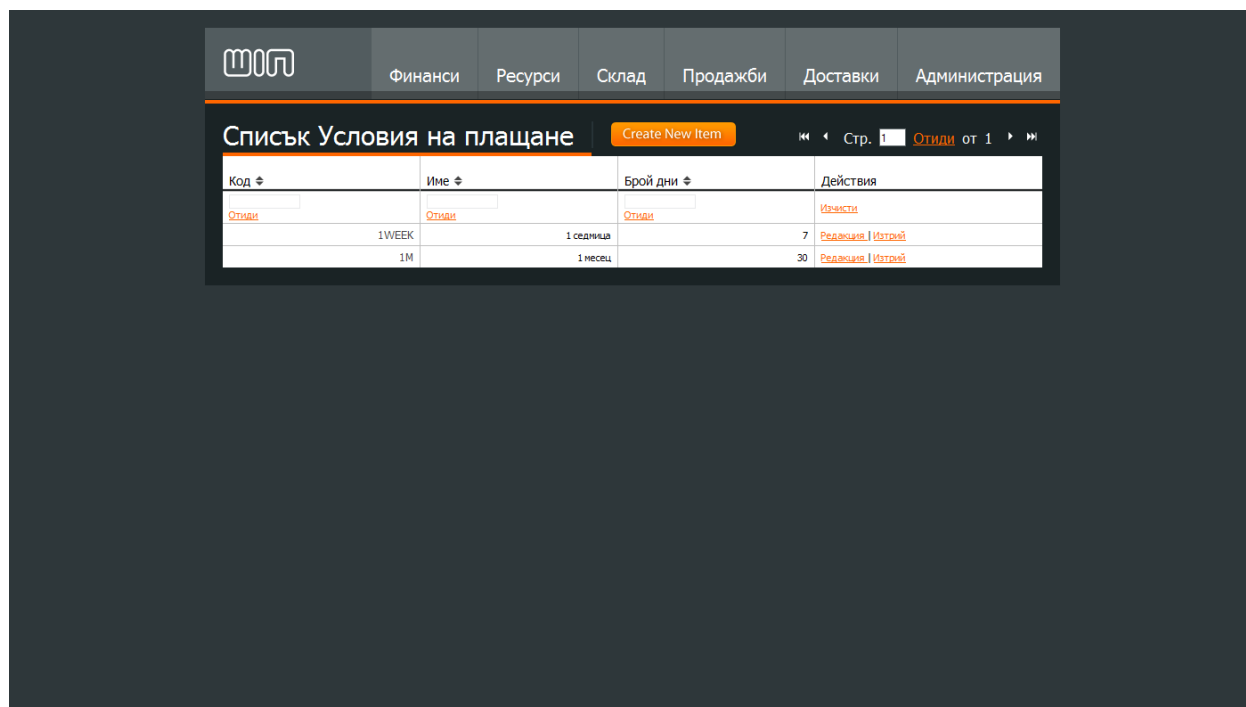 Финанси Ресурси Склад Продажби Доставки Администрация
Списък Условия на плащане Create New Item Стр. 1 Отиди от 1
Код Име Брой дни Действия
Отиди Отиди Отиди Изчисти
1WEEK 1 седмица 7 Редакция | Изтрий
1M 1 месец 30 Редакция | Изтрий